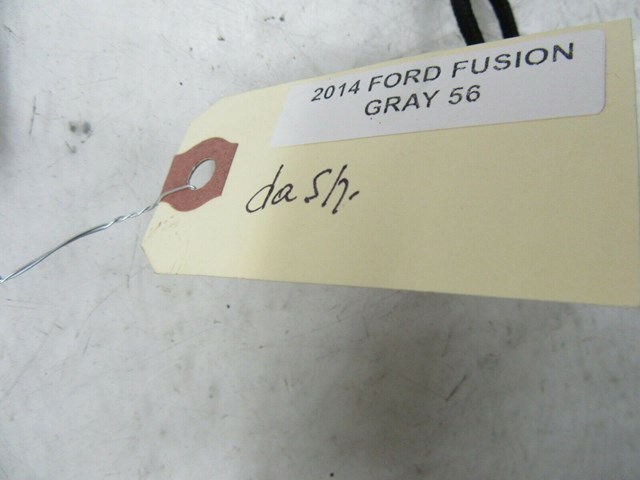 2014 FORD FUSION
GRAY 56
dash.